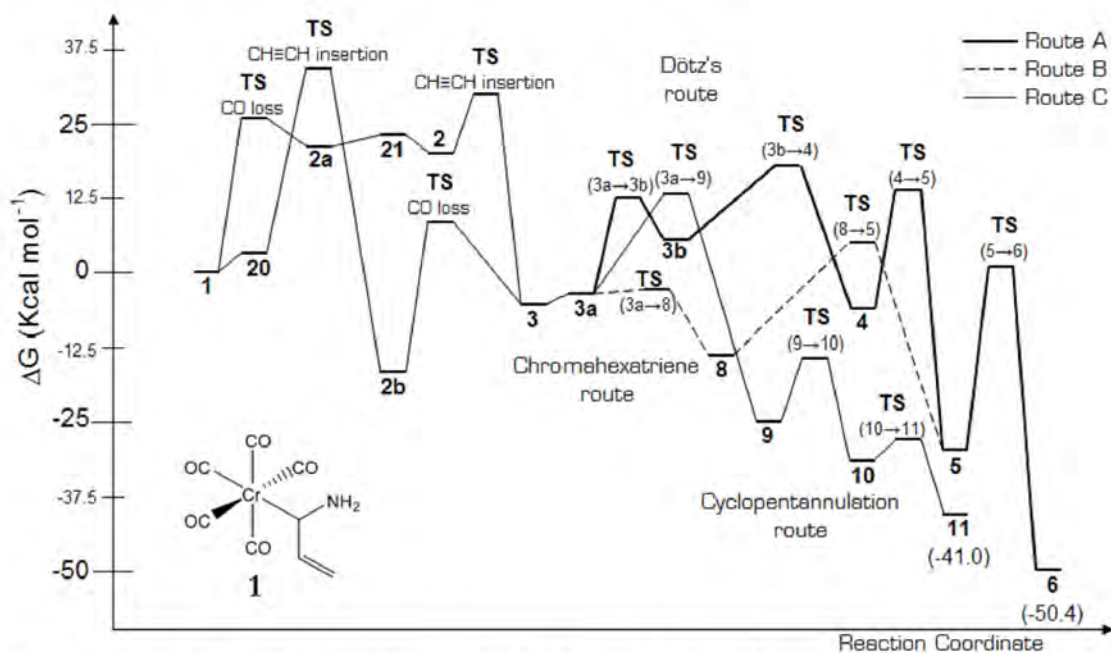 37.5
25
12.5
0
-12.5
-25
-37.5
-50
ΔG (Kcal mol⁻¹)
TS
CO loss
TS
CH≡CH insertion
TS
CH≡CH insertion
1
20
2a
21
2
2b
TS
CO loss
3
3a
Dötz's
route
TS
(3a→3b)
TS
(3a→9)
3b
TS
(3b→4)
TS
(4→5)
TS
(8→5)
TS
(5→6)
TS
(3a→8)
4
Chromahexatriene
route
8
TS
(9→10)
9
TS
(10→11)
10
5
Cyclopentannulation
route
11
(-41.0)
6
(-50.4)
Route A
Route B
Route C
CO
OC
CO
Cr
NH₂
OC
CO
1
Reaction Coordinate